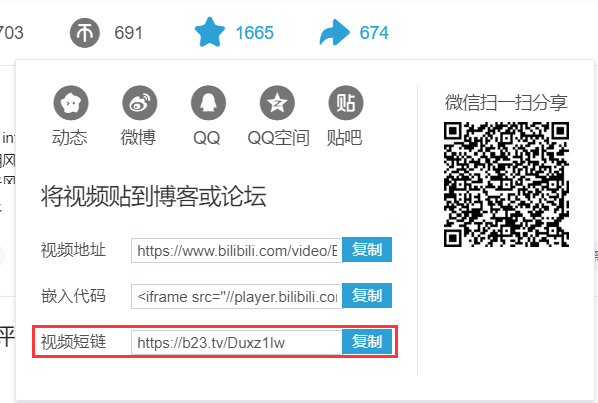 703 691 1665 674
动态 微博 QQ QQ空间 贴吧
贴
微信扫一扫分享
将视频贴到博客或论坛
视频地址 https://www.bilibili.com/video/ 复制
嵌入代码 <iframe src="//player.bilibili.co 复制
视频短链 https://b23.tv/Duxz1lw 复制
评